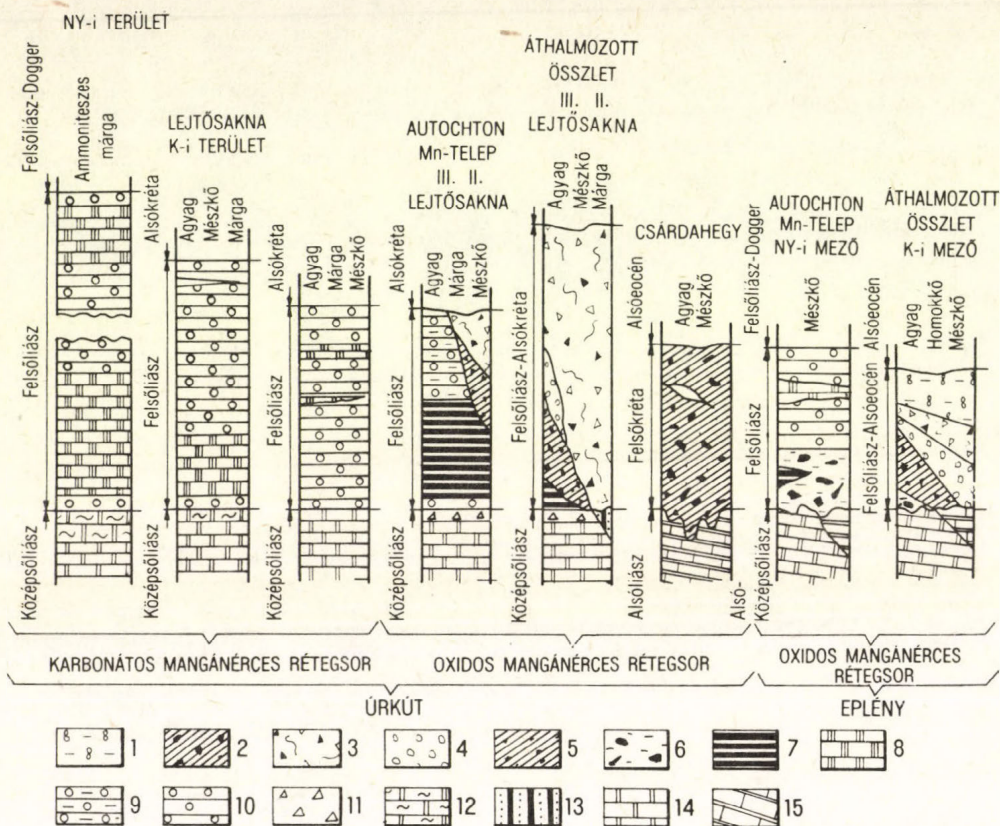 NY-i TERÜLET
Felsőliász-Dogger
Ammoniteszes
márga
Felsőliász
Középsőliász
LEJTŐSAKNA
K-i TERÜLET
Alsókréta
Agyag
Mészkő
Márga
Felsőliász
Középsőliász
Alsókréta
Agyag
Márga
Mészkő
Felsőliász
Középsőliász
AUTOCHTON
Mn-TELEP
III. II.
LEJTŐSAKNA
Alsókréta
Agyag
Márga
Mészkő
Felsőliász
Középsőliász
ÁTHALMOZOTT
ÖSSZLET
III. II.
LEJTŐSAKNA
Agyag
Mészkő
Márga
Felsőliász-Alsókréta
Középsőliász
CSÁRDAHEGY
Alsóeocén
Agyag
Mészkő
Felsőkréta
Alsóliász
AUTOCHTON
Mn-TELEP
NY-i MEZŐ
Felsőliász-Dogger
Mészkő
Felsőliász
Alsó-
Középsőliász
ÁTHALMOZOTT
ÖSSZLET
K-i MEZŐ
Alsóeocén
Agyag
Homokkő
Mészkő
Felsőliász-Alsóeocén
KARBONÁTOS MANGÁNÉRCES RÉTEGSOR
OXIDOS MANGÁNÉRCES RÉTEGSOR
OXIDOS MANGÁNÉRCES
RÉTEGSOR
ÚRKÚT
EPLÉNY
1 2 3 4 5 6 7 8
9 10 11 12 13 14 15